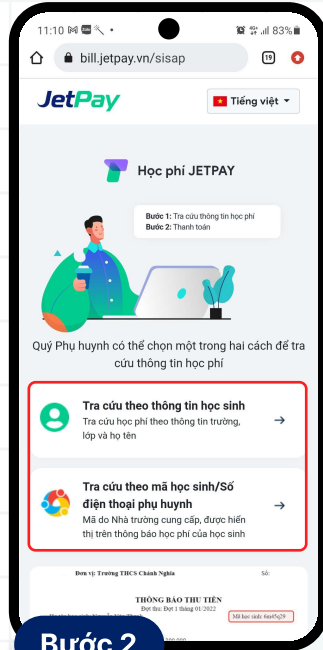 11:10
83%
bill.jetpay.vn/sisap
19
JetPay
Tiếng việt
Học phí JETPAY
Bước 1: Tra cứu thông tin học phí
Bước 2: Thanh toán
Quý Phụ huynh có thể chọn một trong hai cách để tra
cứu thông tin học phí
Tra cứu theo thông tin học sinh
Tra cứu học phí theo thông tin trường,
lớp và họ tên
Tra cứu theo mã học sinh/Số
điện thoại phụ huynh
Mã do Nhà trường cung cấp, được hiển
thị trên thông báo học phí của học sinh
Đơn vị: Trường THCS Chánh Nghĩa
Số:
THÔNG BÁO THU TIỀN
Đợt thu: Đợt 1 tháng 01/2022
Mã học sinh: 6m45q29
Bước 2